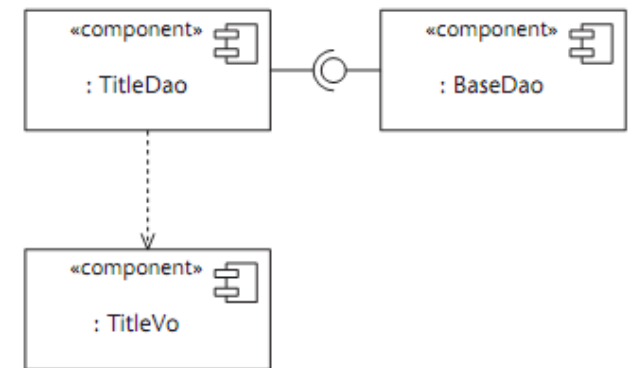 «component»
: TitleDao
«component»
: BaseDao
«component»
: TitleVo